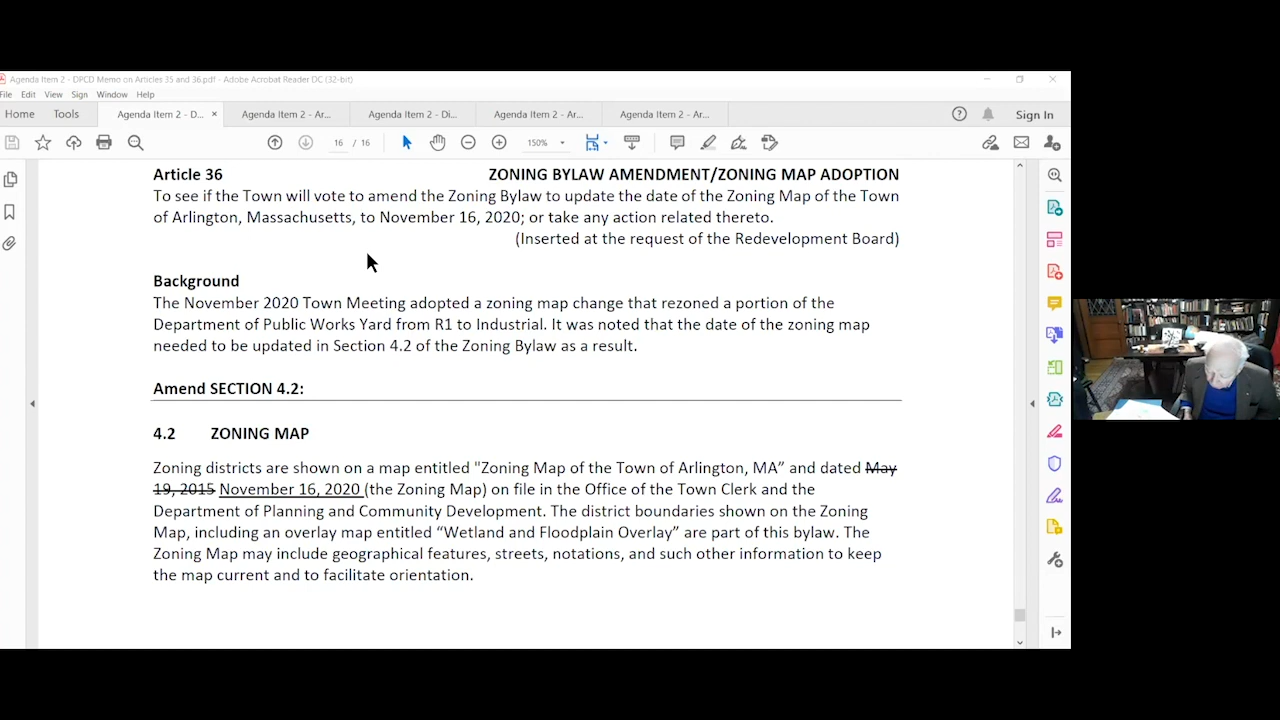 Agenda Item 2 - DPCD Memo on Articles 35 and 36.pdf - Adobe Acrobat Reader DC (32-bit)
File Edit View Sign Window Help
Home Tools Agenda Item 2 - D... × Agenda Item 2 - Ar... Agenda Item 2 - Di... Agenda Item 2 - Ar... Agenda Item 2 - Ar... Sign In
16 / 16 150%
Article 36 ZONING BYLAW AMENDMENT/ZONING MAP ADOPTION
To see if the Town will vote to amend the Zoning Bylaw to update the date of the Zoning Map of the Town
of Arlington, Massachusetts, to November 16, 2020; or take any action related thereto.
(Inserted at the request of the Redevelopment Board)
Background
The November 2020 Town Meeting adopted a zoning map change that rezoned a portion of the
Department of Public Works Yard from R1 to Industrial. It was noted that the date of the zoning map
needed to be updated in Section 4.2 of the Zoning Bylaw as a result.
Amend SECTION 4.2:
4.2 ZONING MAP
Zoning districts are shown on a map entitled "Zoning Map of the Town of Arlington, MA” and dated May
19, 2015 November 16, 2020 (the Zoning Map) on file in the Office of the Town Clerk and the
Department of Planning and Community Development. The district boundaries shown on the Zoning
Map, including an overlay map entitled “Wetland and Floodplain Overlay” are part of this bylaw. The
Zoning Map may include geographical features, streets, notations, and such other information to keep
the map current and to facilitate orientation.